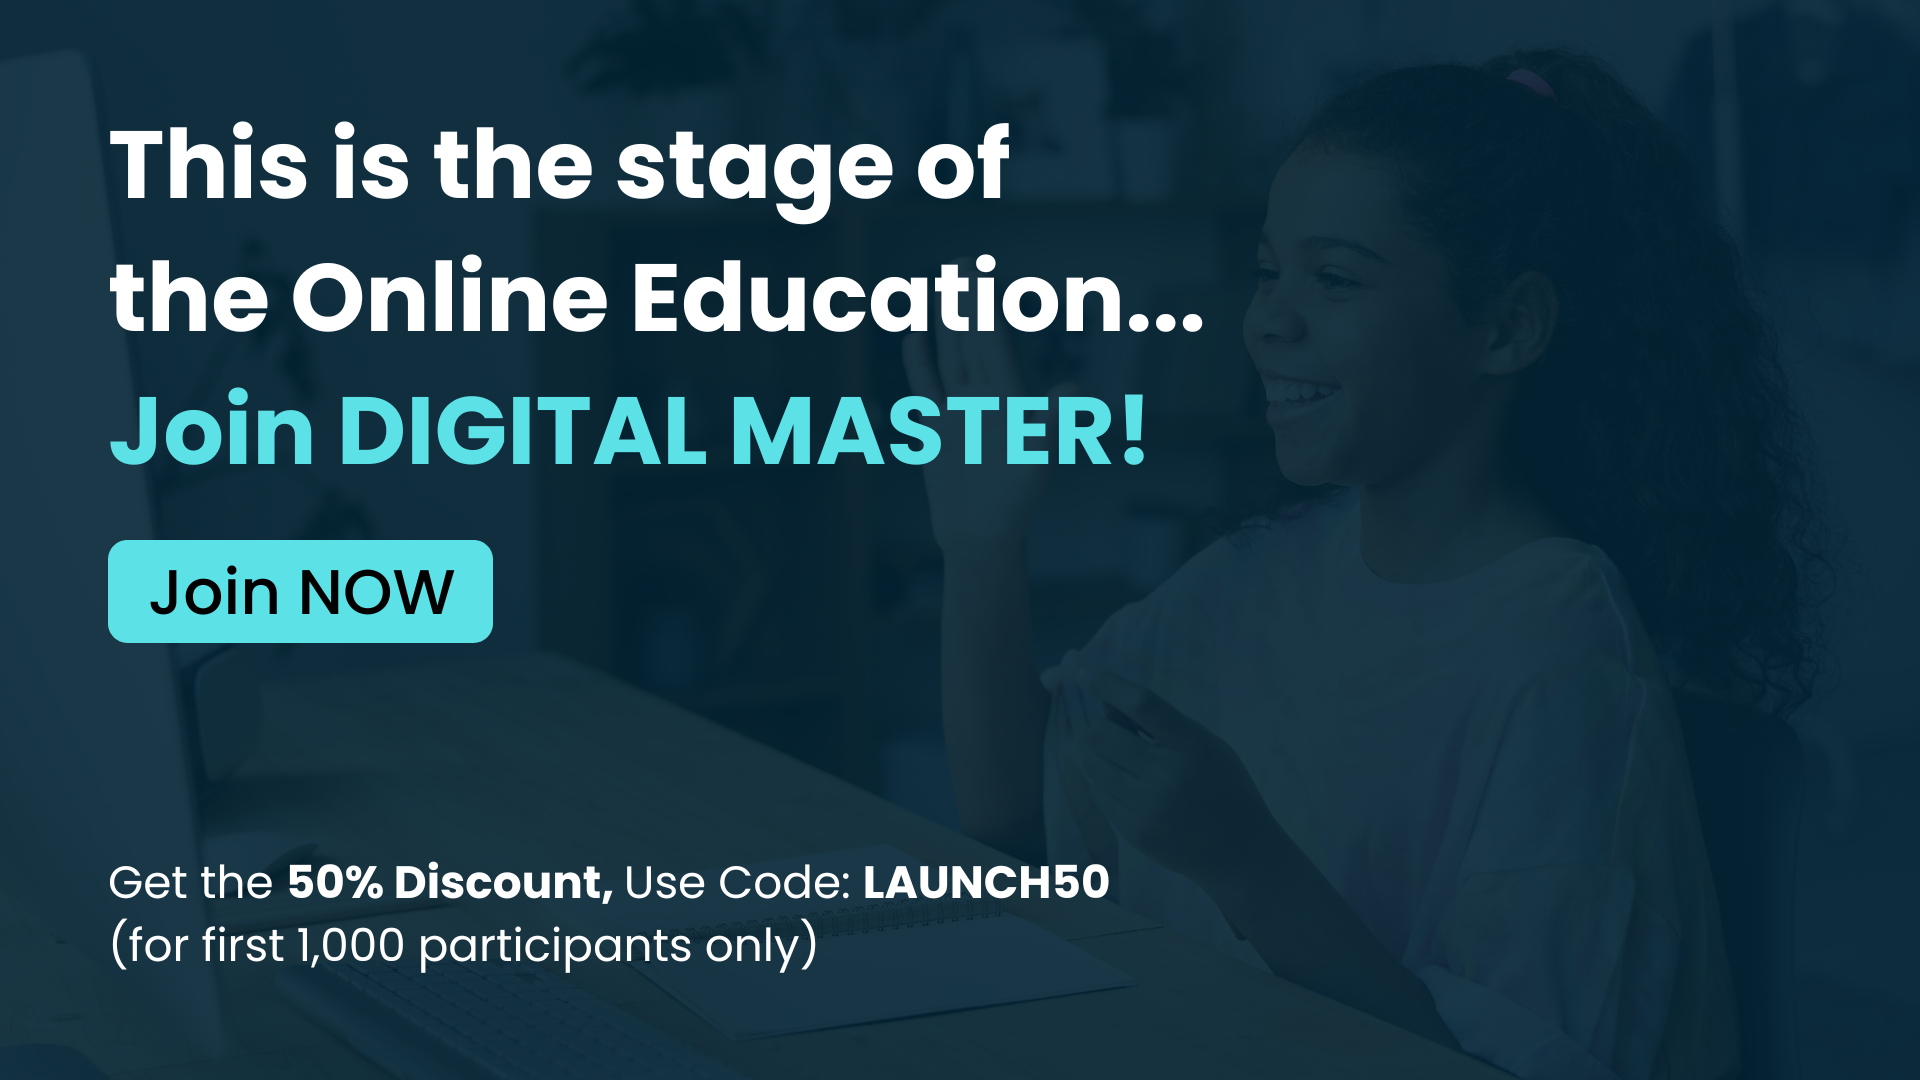 This is the stage of
the Online Education...
Join DIGITAL MASTER!
Join NOW
Get the 50% Discount, Use Code: LAUNCH50
(for first 1,000 participants only)